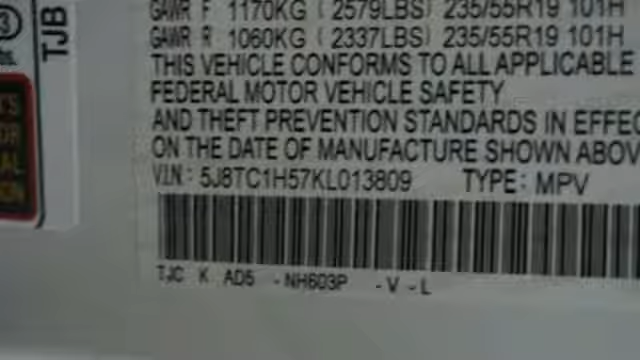 3
TJB
GAWR F 1170KG ( 2579LBS) 235/55R19 101H
GAWR R 1060KG ( 2337LBS) 235/55R19 101H
THIS VEHICLE CONFORMS TO ALL APPLICABLE
FEDERAL MOTOR VEHICLE SAFETY
AND THEFT PREVENTION STANDARDS IN EFFEC
ON THE DATE OF MANUFACTURE SHOWN ABOV
VIN: 5J8TC1H57KL013809 TYPE: MPV
TJC K AD5 -NH603P -V -L